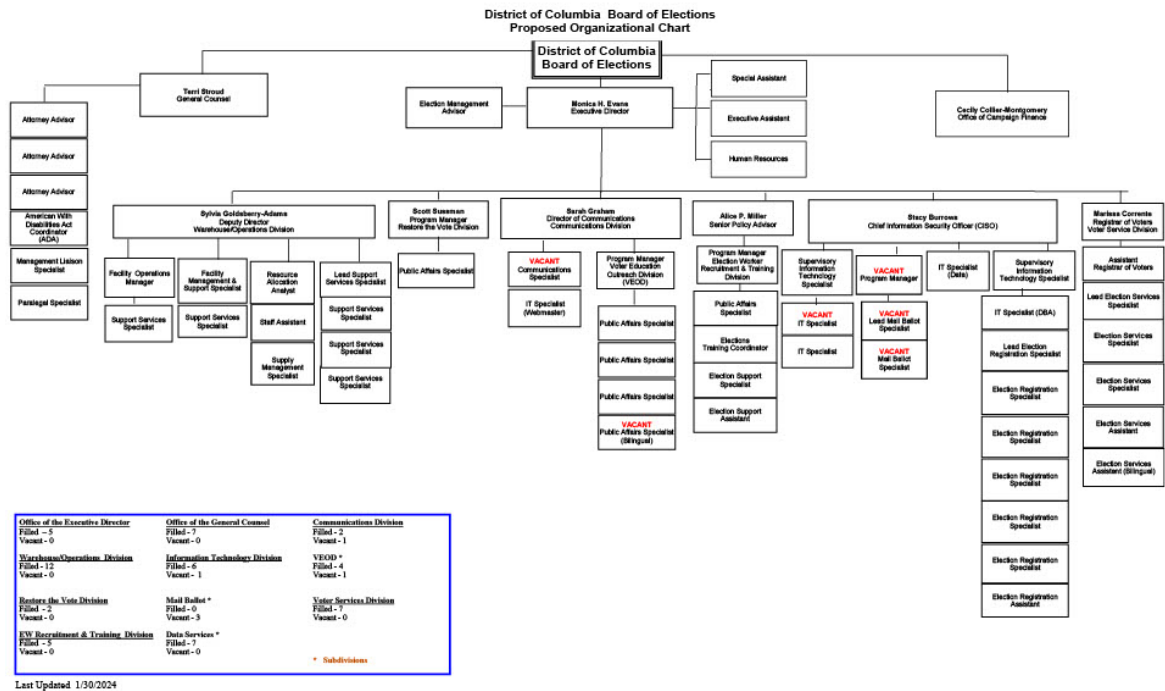 District of Columbia Board of Elections
Proposed Organizational Chart
District of Columbia
Board of Elections
Terri Stroud
General Counsel
Election Management
Advisor
Monica H. Evans
Executive Director
Special Assistant
Executive Assistant
Human Resources
Cecily Collier-Montgomery
Office of Campaign Finance
Attorney Advisor
Attorney Advisor
Attorney Advisor
American With
Disabilities Act
Coordinator
(ADA)
Management Liaison
Specialist
Paralegal Specialist
Sylvia Goldsberry-Adams
Deputy Director
Warehouse/Operations Division
Facility Operations
Manager
Support Services
Specialist
Facility
Management &
Support Specialist
Support Services
Specialist
Resource
Allocation
Analyst
Staff Assistant
Supply
Management
Specialist
Lead Support
Services Specialist
Support Services
Specialist
Support Services
Specialist
Support Services
Specialist
Scott Sussman
Program Manager
Restore the Vote Division
Public Affairs Specialist
Sarah Graham
Director of Communications
Communications Division
VACANT
Communications
Specialist
IT Specialist
(Webmaster)
Program Manager
Voter Education
Outreach Division
(VEOD)
Public Affairs Specialist
Public Affairs Specialist
Public Affairs Specialist
VACANT
Public Affairs Specialist
(Bilingual)
Alice P. Miller
Senior Policy Advisor
Program Manager
Election Worker
Recruitment & Training
Division
Public Affairs
Specialist
Elections
Training Coordinator
Election Support
Specialist
Election Support
Assistant
Stacy Burrows
Chief Information Security Officer (CISO)
Supervisory
Information
Technology
Specialist
VACANT
IT Specialist
IT Specialist
VACANT
Program Manager
VACANT
Lead Mail Ballot
Specialist
VACANT
Mail Ballot
Specialist
IT Specialist
(Data)
Supervisory
Information
Technology Specialist
IT Specialist (DBA)
Lead Election
Registration Specialist
Election Registration
Specialist
Election Registration
Specialist
Election Registration
Specialist
Election Registration
Specialist
Election Registration
Specialist
Election Registration
Assistant
Marissa Corrente
Registrar of Voters
Voter Service Division
Assistant
Registrar of Voters
Lead Election Services
Specialist
Election Services
Specialist
Election Services
Specialist
Election Services
Assistant
Election Services
Assistant (Bilingual)
Office of the Executive Director
Filled - 5
Vacant - 0
Office of the General Counsel
Filled - 7
Vacant - 0
Communications Division
Filled - 2
Vacant - 1
Warehouse/Operations Division
Filled - 12
Vacant - 0
Information Technology Division
Filled - 6
Vacant - 1
VEOD *
Filled - 4
Vacant - 1
Restore the Vote Division
Filled - 2
Vacant - 0
Mail Ballot *
Filled - 0
Vacant - 3
Voter Services Division
Filled - 7
Vacant - 0
EW Recruitment & Training Division
Filled - 5
Vacant - 0
Data Services *
Filled - 7
Vacant - 0
* Subdivisions
Last Updated 1/30/2024